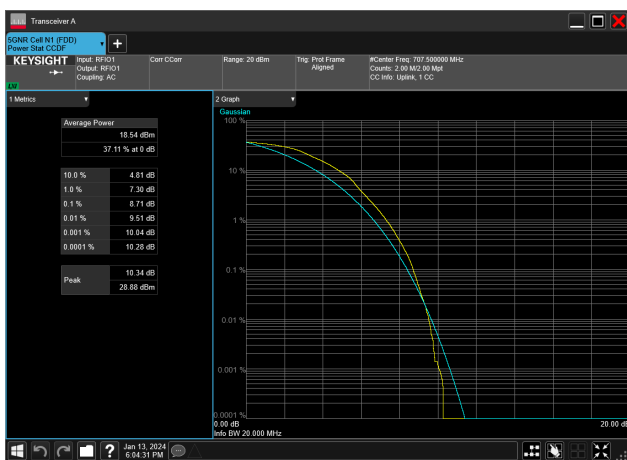 Transceiver A
5GNR Cell N1 (FDD)
Power Stat CCDF
KEYSIGHT
Input: RFIO1
Output: RFIO1
Coupling: AC
Corr CCorr
Range: 20 dBm
Trig: Prot Frame
Aligned
#Center Freq: 707.500000 MHz
Counts: 2.00 M/2.00 Mpt
CC Info: Uplink, 1 CC
1 Metrics
Average Power
18.54 dBm
37.11 % at 0 dB
10.0 % 4.81 dB
1.0 % 7.30 dB
0.1 % 8.71 dB
0.01 % 9.51 dB
0.001 % 10.04 dB
0.0001 % 10.28 dB
Peak
10.34 dB
28.88 dBm
2 Graph
Gaussian
100 %
10 %
1 %
0.1 %
0.01 %
0.001 %
0.0001 %
0.00 dB
20.00 d
Info BW 20.000 MHz
Jan 13, 2024
6:04:31 PM